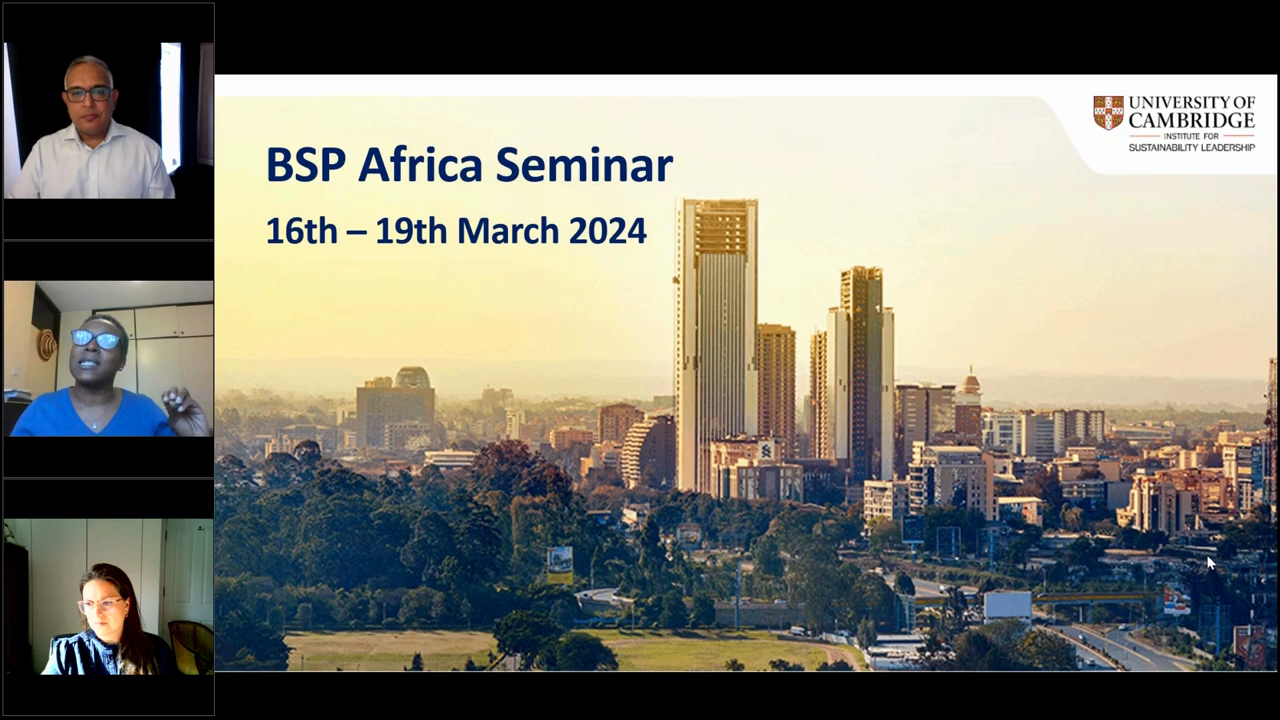 BSP Africa Seminar
16th – 19th March 2024
UNIVERSITY OF
CAMBRIDGE
INSTITUTE FOR
SUSTAINABILITY LEADERSHIP